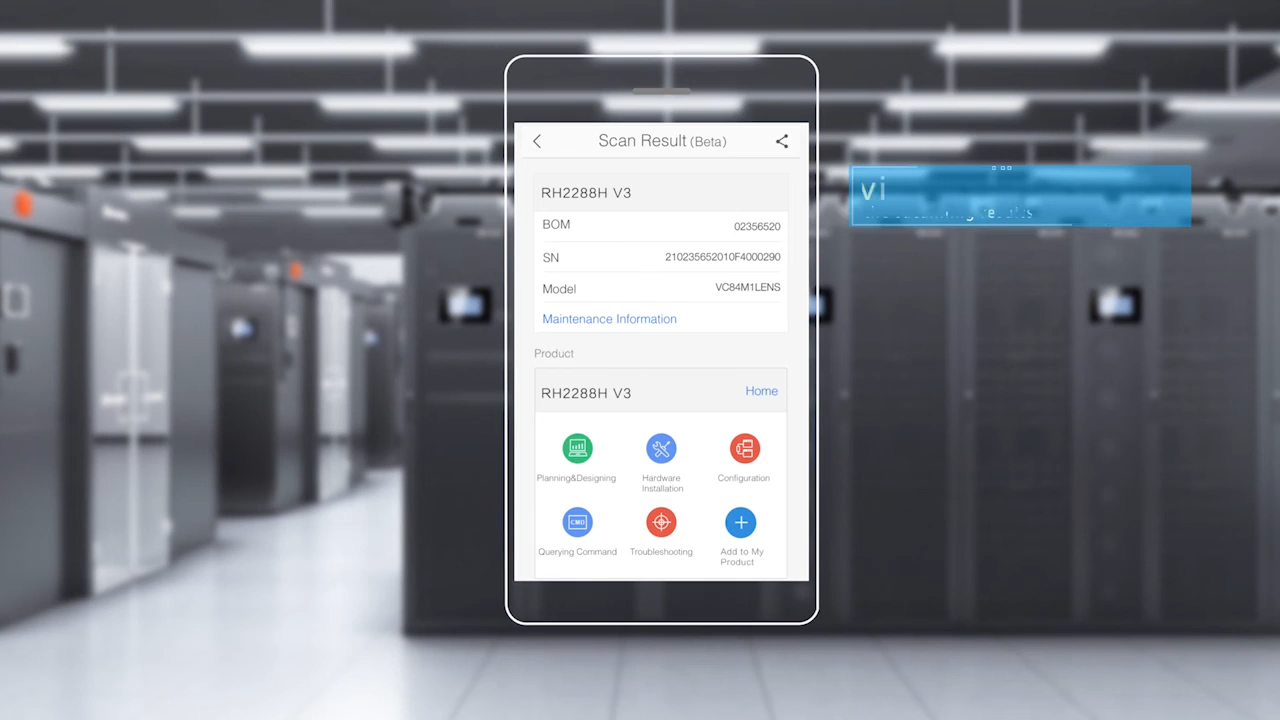 Scan Result (Beta)
RH2288H V3
BOM 02356520
SN 210235652010F4000290
Model VC84M1LENS
Maintenance Information
Product
RH2288H V3 Home
Planning&Designing
Hardware
Installation
Configuration
CMD
Querying Command
Troubleshooting
Add to My
Product